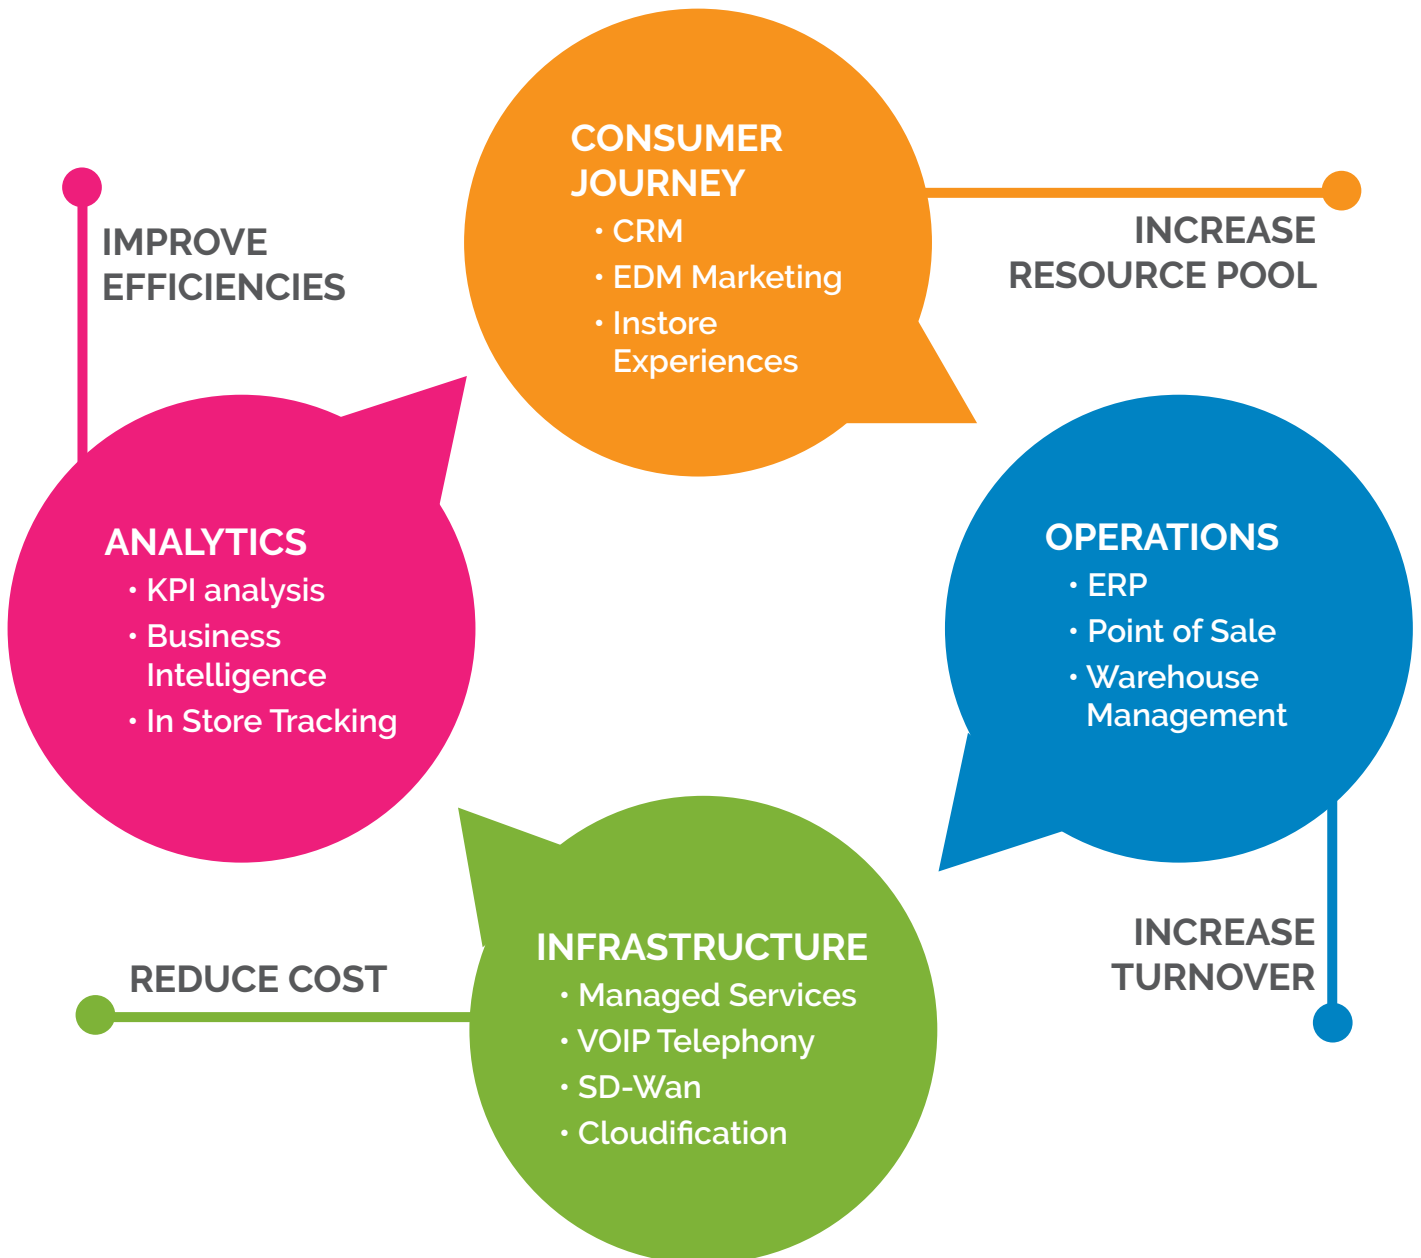 CONSUMER
JOURNEY
• CRM
• EDM Marketing
• Instore
Experiences
INCREASE
RESOURCE POOL
IMPROVE
EFFICIENCIES
ANALYTICS
• KPI analysis
• Business
Intelligence
• In Store Tracking
OPERATIONS
• ERP
• Point of Sale
• Warehouse
Management
INCREASE
TURNOVER
INFRASTRUCTURE
• Managed Services
• VOIP Telephony
• SD-Wan
• Cloudification
REDUCE COST